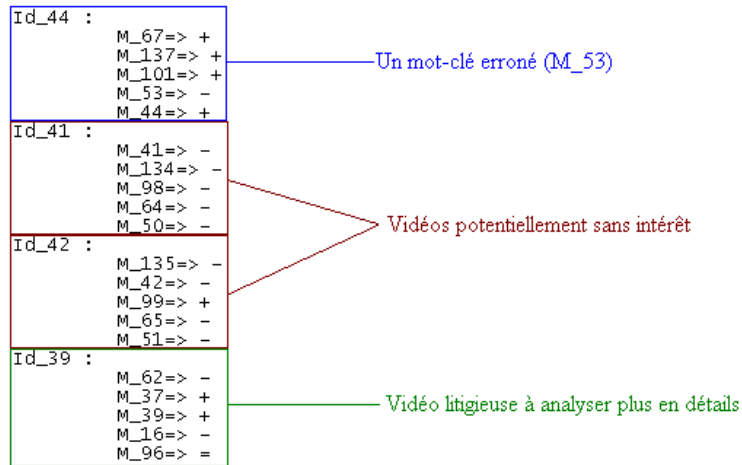 Id_44 :
M_67=> +
M_137=> +
M_101=> +
M_53=> -
M_44=> +
Un mot-clé erroné (M_53)
Id_41 :
M_41=> -
M_134=> -
M_98=> -
M_64=> -
M_50=> -
Vidéos potentiellement sans intérêt
Id_42 :
M_135=> -
M_42=> -
M_99=> +
M_65=> -
M_51=> -
Id_39 :
M_62=> -
M_37=> +
M_39=> +
M_16=> -
M_96=> =
Vidéo litigieuse à analyser plus en détails